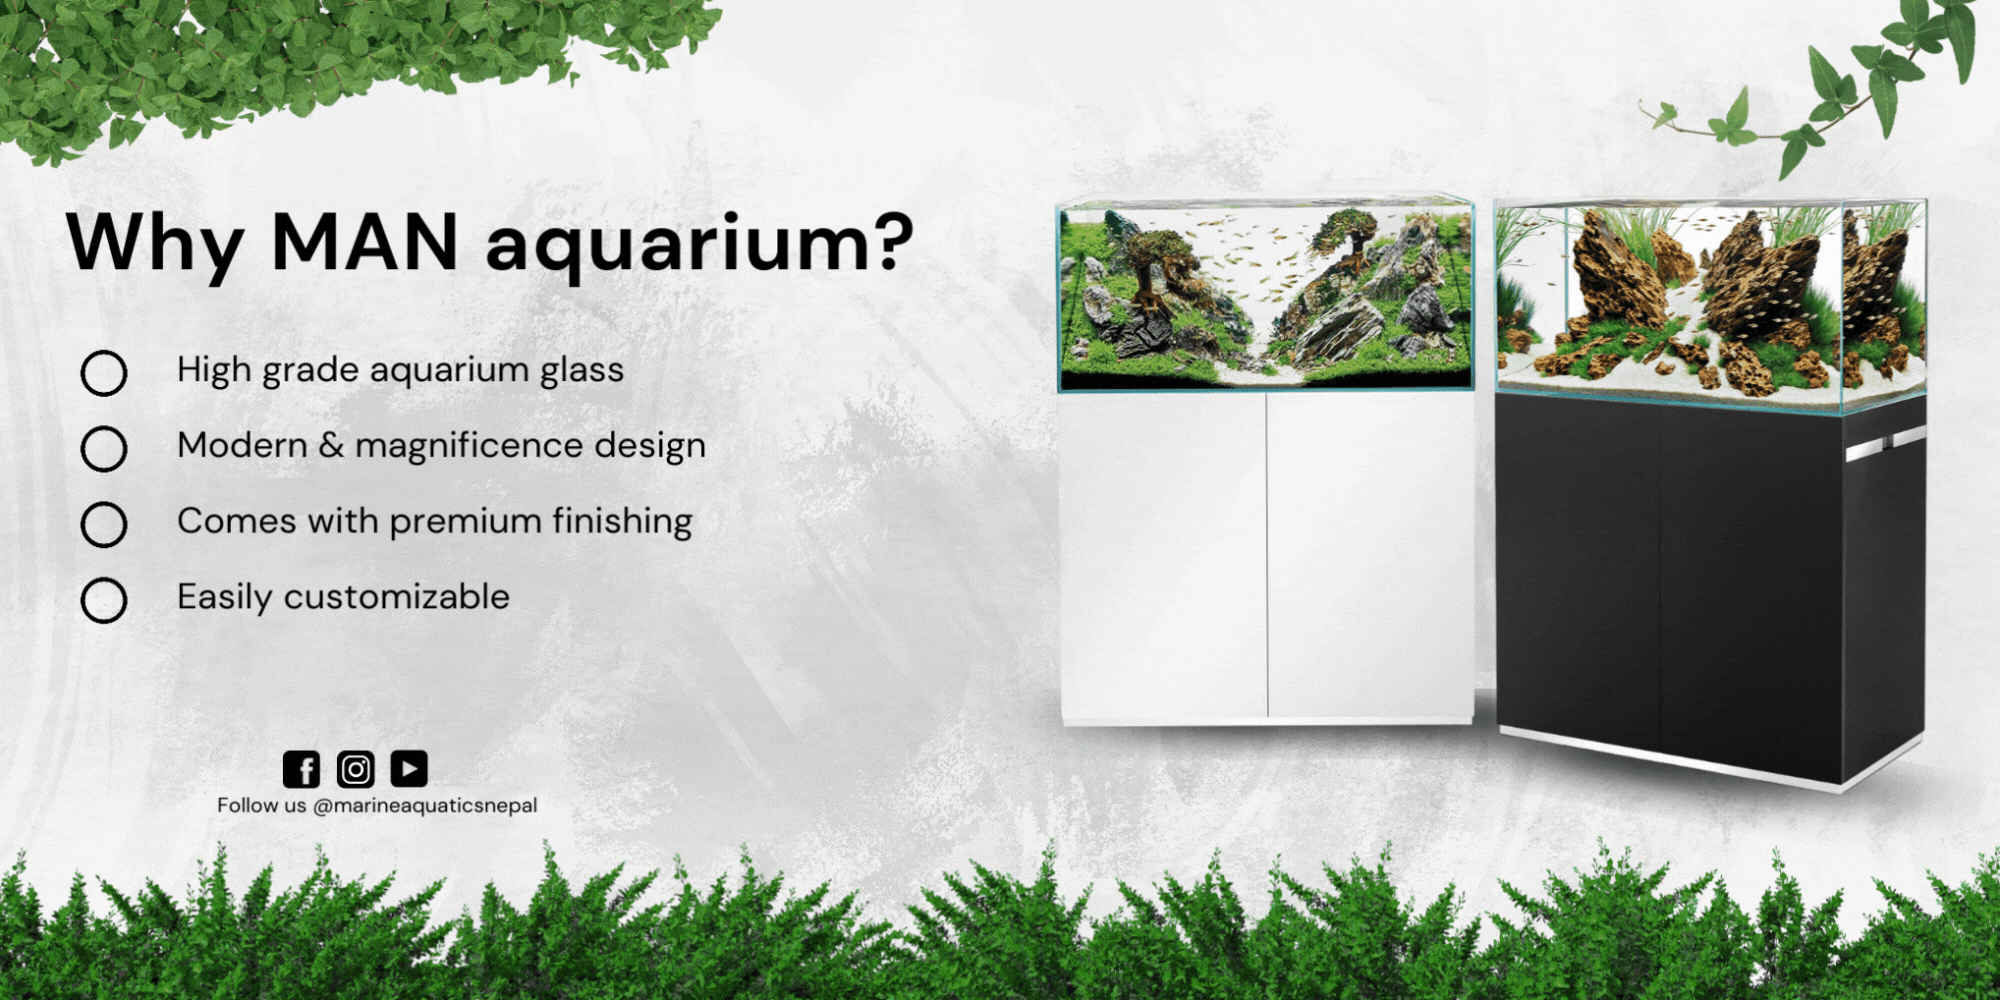 Why MAN aquarium?
High grade aquarium glass
Modern & magnificence design
Comes with premium finishing
Easily customizable
Follow us @marineaquaticsnepal